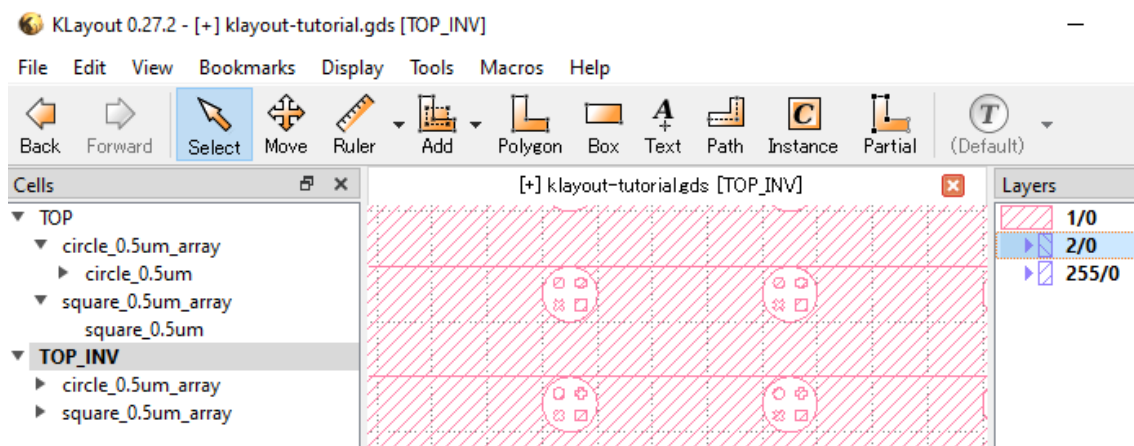 KLayout 0.27.2 - [+] klayout-tutorial.gds [TOP_INV]
File Edit View Bookmarks Display Tools Macros Help
Back Forward Select Move Ruler Add Polygon Box Text Path Instance Partial (Default)
Cells
[+] klayout-tutorial.gds [TOP_INV]
Layers
TOP
circle_0.5um_array
circle_0.5um
square_0.5um_array
square_0.5um
TOP_INV
circle_0.5um_array
square_0.5um_array
1/0
2/0
255/0